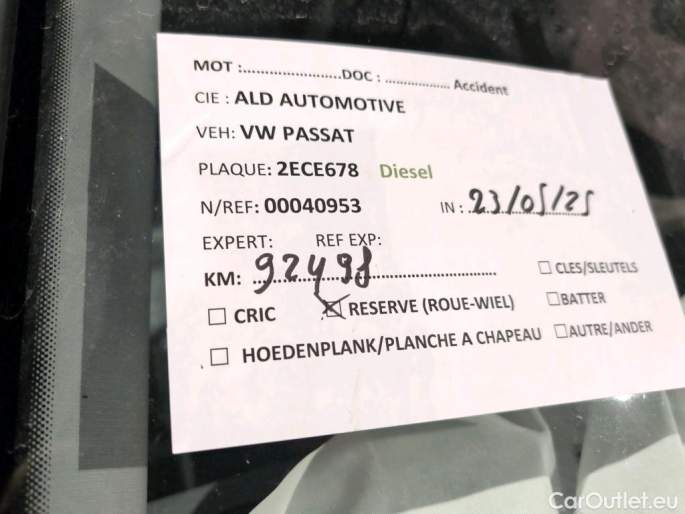 MOT :........................DOC : ................. Accident
CIE : ALD AUTOMOTIVE
VEH: VW PASSAT
PLAQUE: 2ECE678 Diesel
N/REF: 00040953 IN : 23/05/25
EXPERT: REF EXP:
KM: 92498
CLES/SLEUTELS
CRIC RESERVE (ROUE-WIEL) BATTER
HOEDENPLANK/PLANCHE A CHAPEAU AUTRE/ANDER
CarOutlet.eu